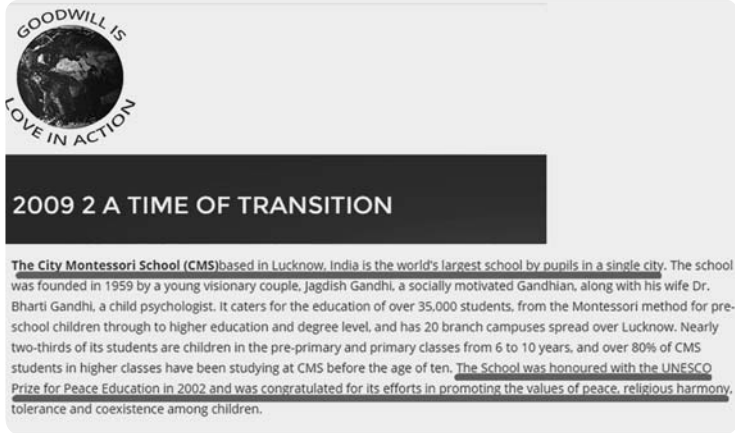 GOODWILL IS
LOVE IN ACTION
2009 2 A TIME OF TRANSITION
The City Montessori School (CMS)based in Lucknow, India is the world's largest school by pupils in a single city. The school
was founded in 1959 by a young visionary couple, Jagdish Gandhi, a socially motivated Gandhian, along with his wife Dr.
Bharti Gandhi, a child psychologist. It caters for the education of over 35,000 students, from the Montessori method for pre-
school children through to higher education and degree level, and has 20 branch campuses spread over Lucknow. Nearly
two-thirds of its students are children in the pre-primary and primary classes from 6 to 10 years, and over 80% of CMS
students in higher classes have been studying at CMS before the age of ten. The School was honoured with the UNESCO
Prize for Peace Education in 2002 and was congratulated for its efforts in promoting the values of peace, religious harmony,
tolerance and coexistence among children.